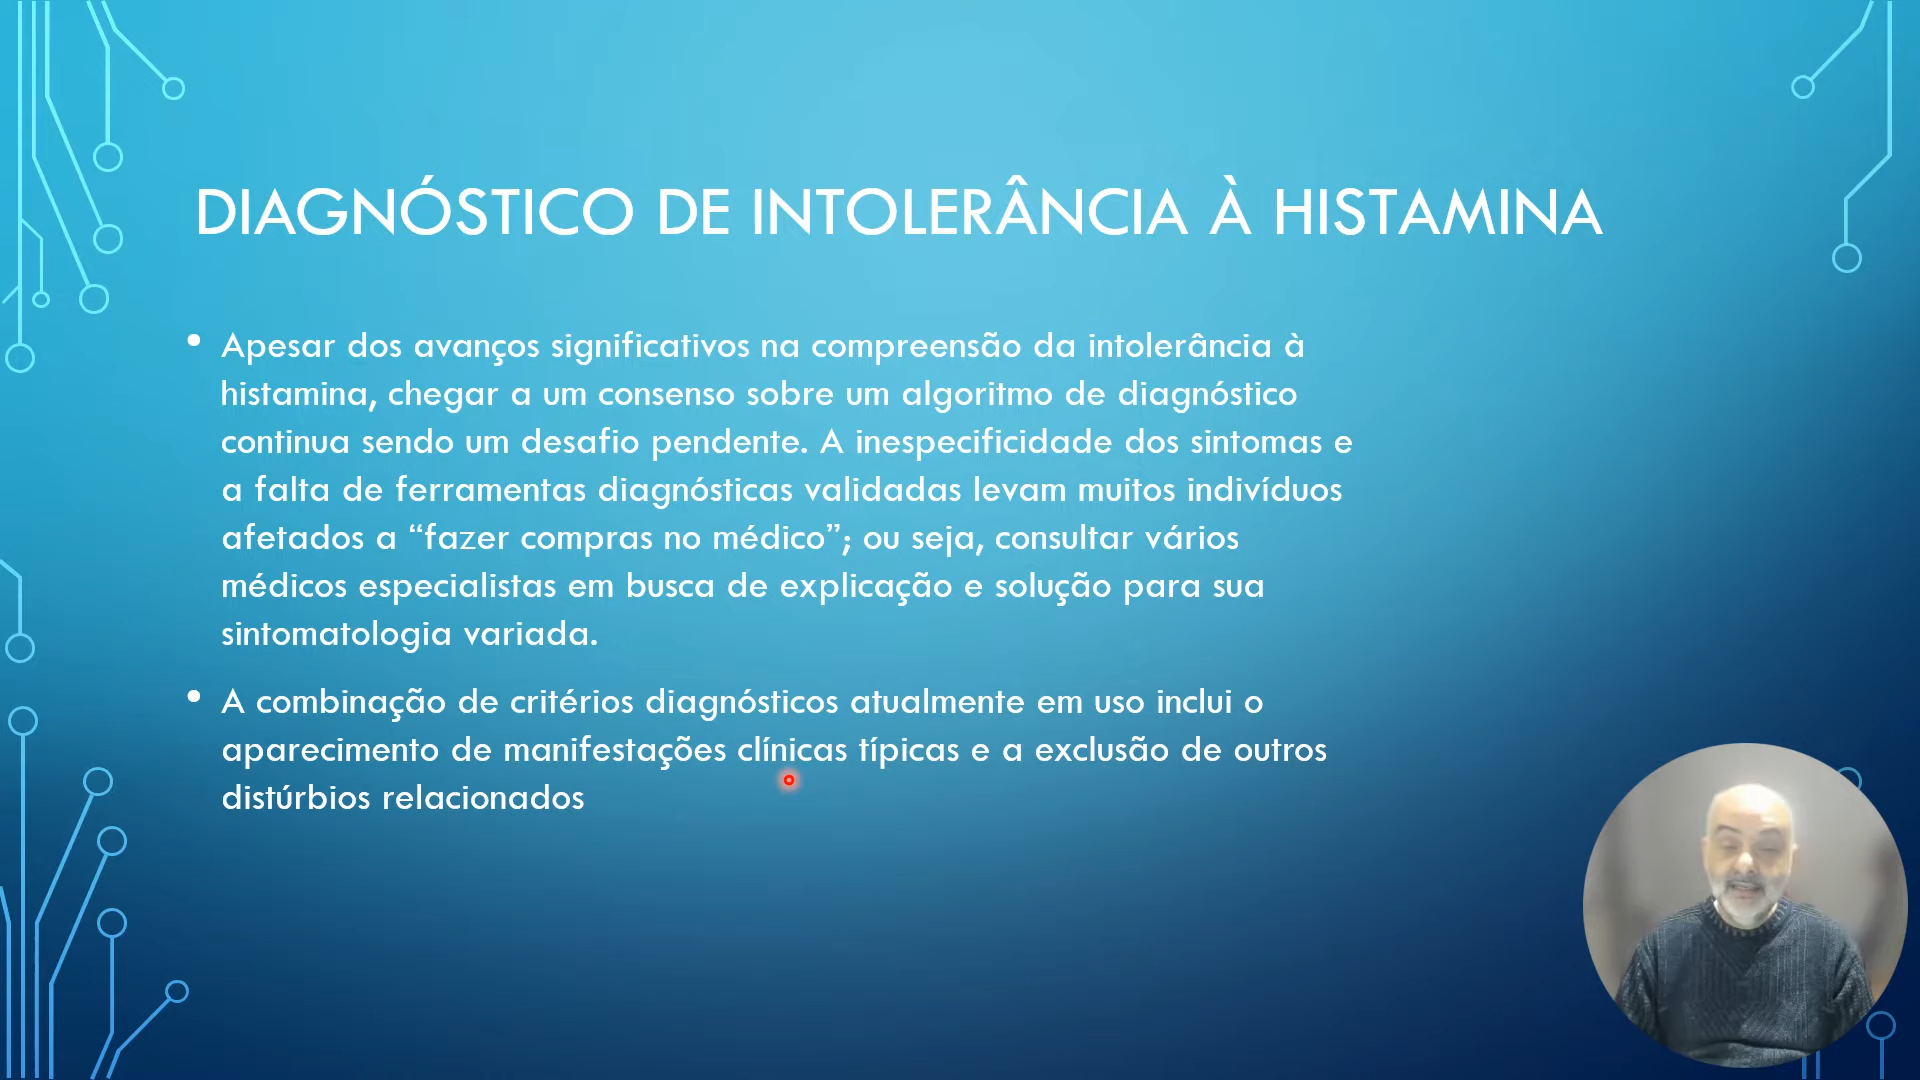 DIAGNÓSTICO DE INTOLERÂNCIA À HISTAMINA
• Apesar dos avanços significativos na compreensão da intolerância à
histamina, chegar a um consenso sobre um algoritmo de diagnóstico
continua sendo um desafio pendente. A inespecificidade dos sintomas e
a falta de ferramentas diagnósticas validadas levam muitos indivíduos
afetados a “fazer compras no médico”; ou seja, consultar vários
médicos especialistas em busca de explicação e solução para sua
sintomatologia variada.
• A combinação de critérios diagnósticos atualmente em uso inclui o
aparecimento de manifestações clínicas típicas e a exclusão de outros
distúrbios relacionados